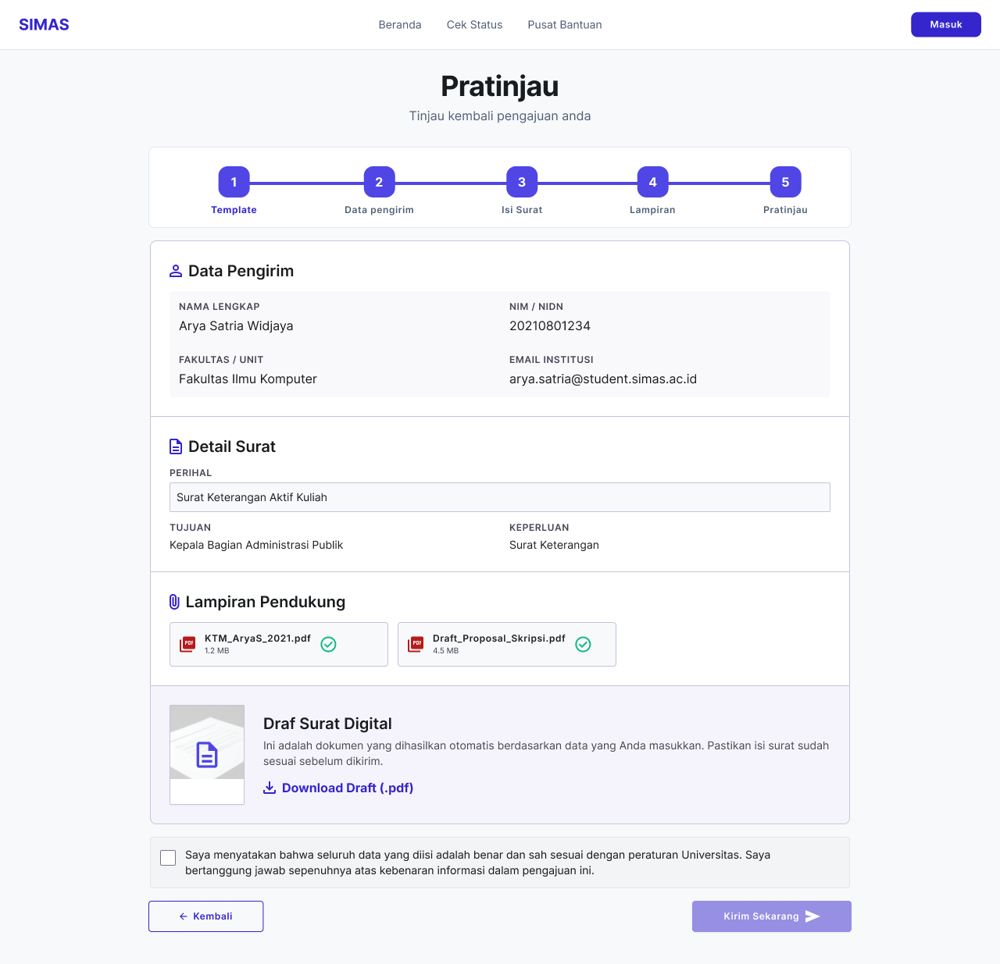 SIMAS
Beranda
Cek Status
Pusat Bantuan
Masuk
Pratinjau
Tinjau kembali pengajuan anda
1
2
3
4
5
Template
Data pengirim
Isi Surat
Lampiran
Pratinjau
Data Pengirim
NAMA LENGKAP
Arya Satria Widjaya
NIM / NIDN
20210801234
FAKULTAS / UNIT
Fakultas Ilmu Komputer
EMAIL INSTITUSI
arya.satria@student.simas.ac.id
Detail Surat
PERIHAL
Surat Keterangan Aktif Kuliah
TUJUAN
Kepala Bagian Administrasi Publik
KEPERLUAN
Surat Keterangan
Lampiran Pendukung
PDF
KTM_AryaS_2021.pdf
1.2 MB
PDF
Draft_Proposal_Skripsi.pdf
4.5 MB
Draf Surat Digital
Ini adalah dokumen yang dihasilkan otomatis berdasarkan data yang Anda masukkan. Pastikan isi surat sudah
sesuai sebelum dikirim.
Download Draft (.pdf)
Saya menyatakan bahwa seluruh data yang diisi adalah benar dan sah sesuai dengan peraturan Universitas. Saya
bertanggung jawab sepenuhnya atas kebenaran informasi dalam pengajuan ini.
← Kembali
Kirim Sekarang